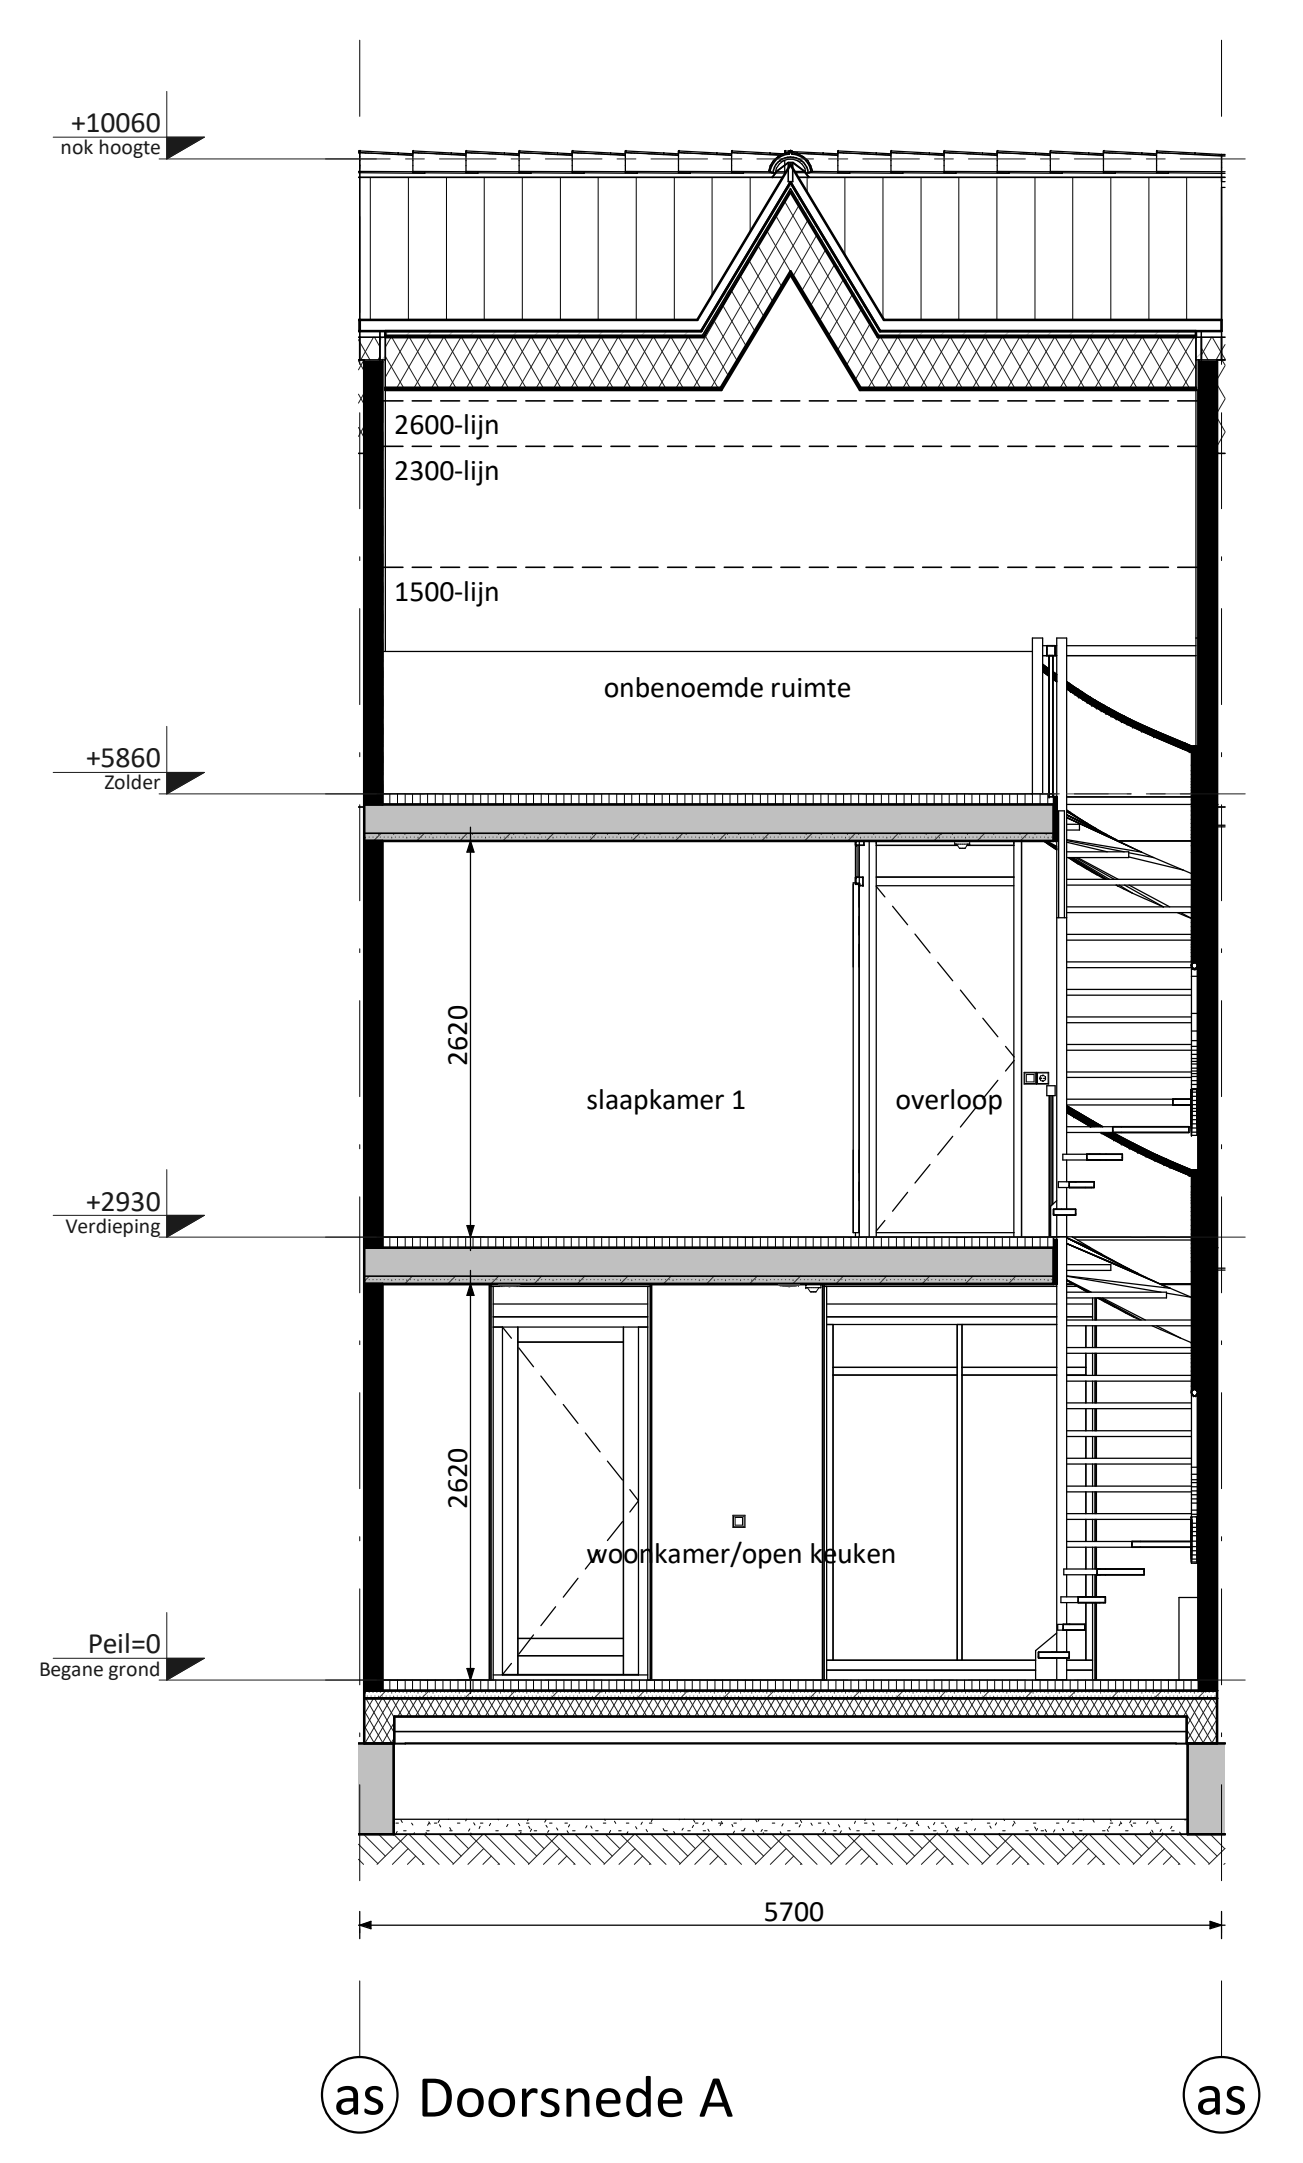 +10060
nok hoogte
2600-lijn
2300-lijn
1500-lijn
onbenoemde ruimte
+5860
Zolder
2620
slaapkamer 1
overloop
+2930
Verdieping
2620
woonkamer/open keuken
Peil=0
Begane grond
5700
as
Doorsnede A
as